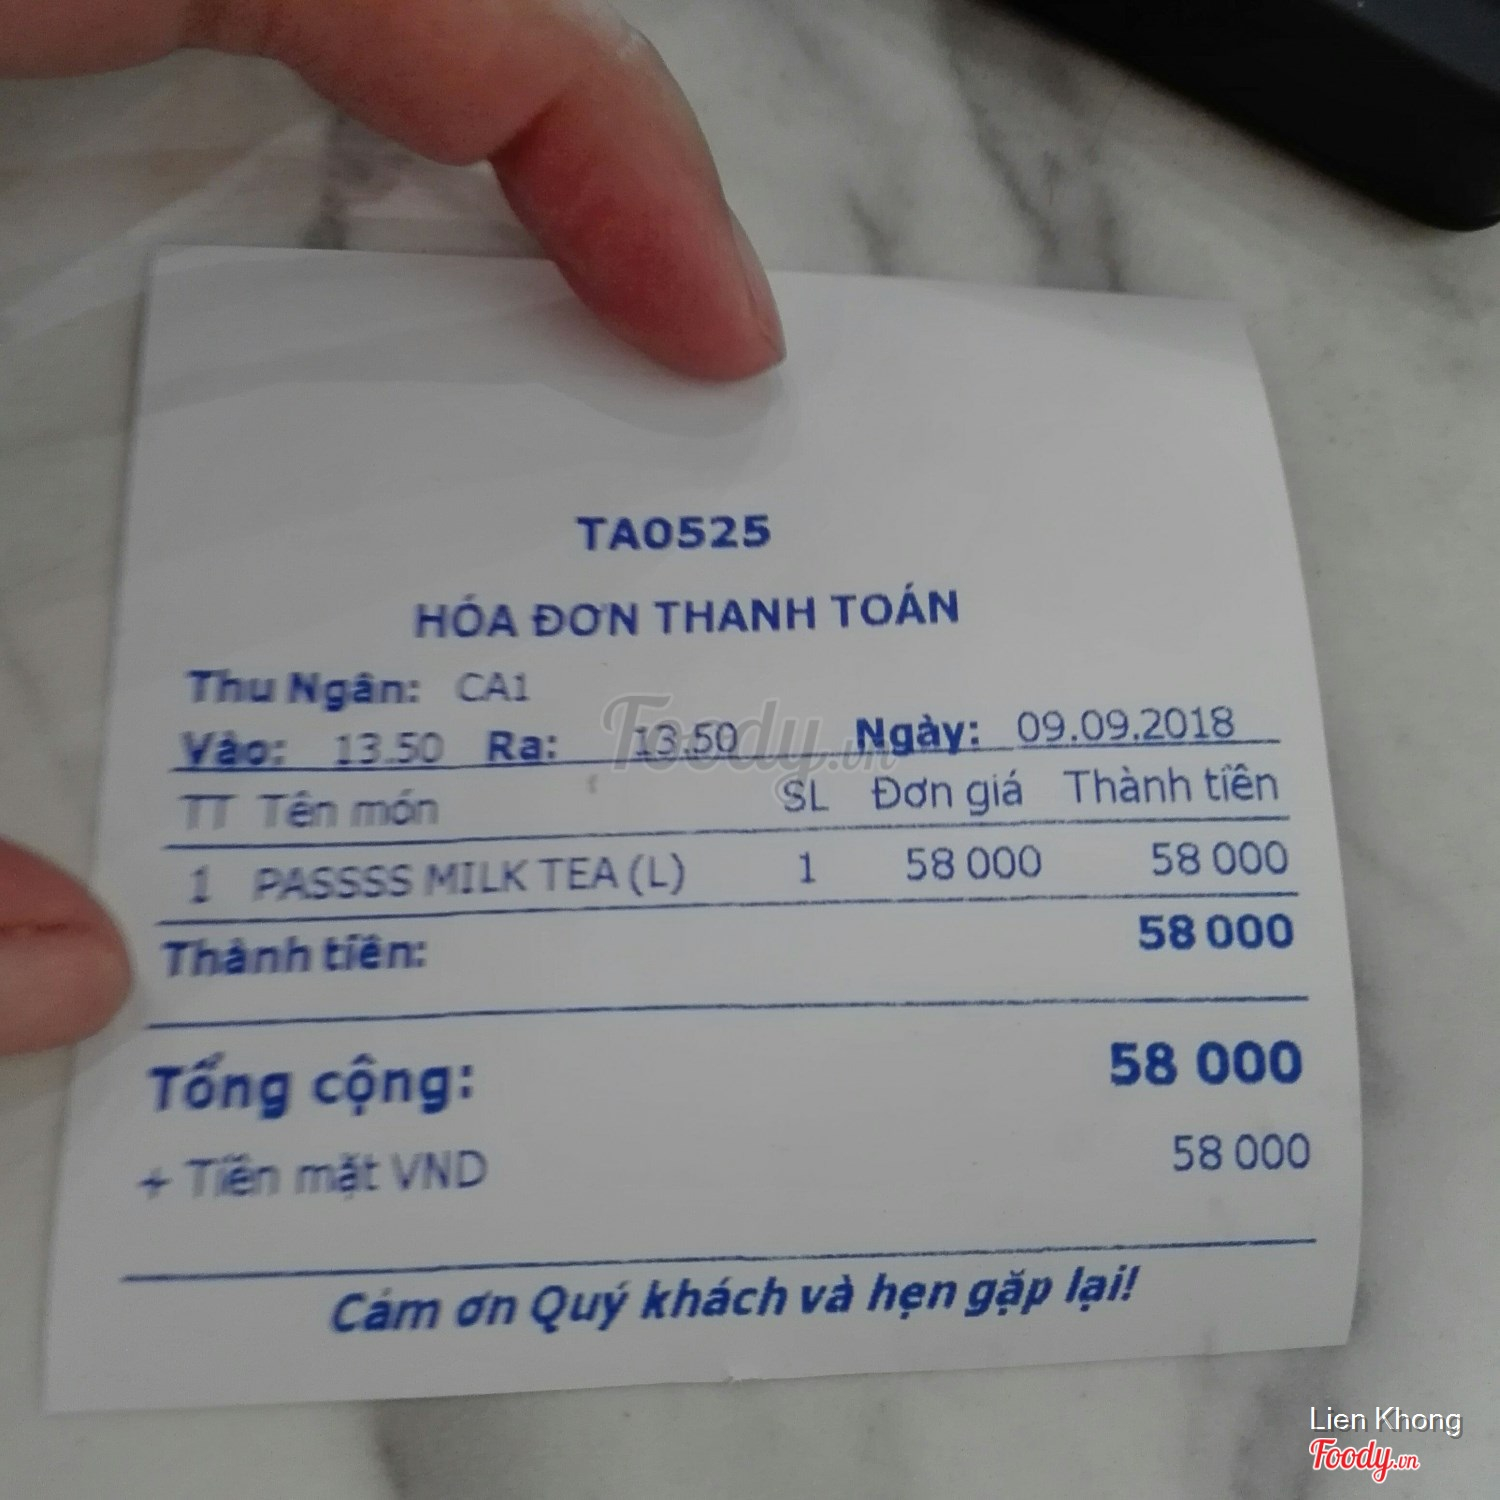 TA0525
HÓA ĐƠN THANH TOÁN
Thu Ngân: CA1
Vào: 13.50 Ra: 13.50 Ngày: 09.09.2018
TT Tên món SL Đơn giá Thành tiền
1 PASSSS MILK TEA (L) 1 58 000 58 000
Thành tiền: 58 000
Tổng cộng: 58 000
+ Tiền mặt VND 58 000
Cám ơn Quý khách và hẹn gặp lại!
Foody.vn
Lien Khong
Foody.vn